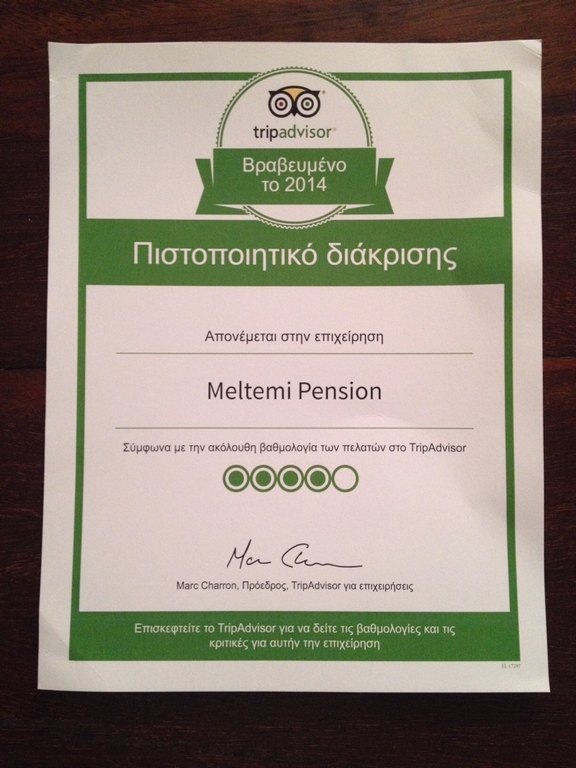 tripadvisor®
Βραβευμένο
το 2014
Πιστοποιητικό διάκρισης
Απονέμεται στην επιχείρηση
Meltemi Pension
Σύμφωνα με την ακόλουθη βαθμολογία των πελατών στο TripAdvisor
Marc Charron, Πρόεδρος, TripAdvisor για επιχειρήσεις
Επισκεφτείτε το TripAdvisor για να δείτε τις βαθμολογίες και τις
κριτικές για αυτήν την επιχείρηση